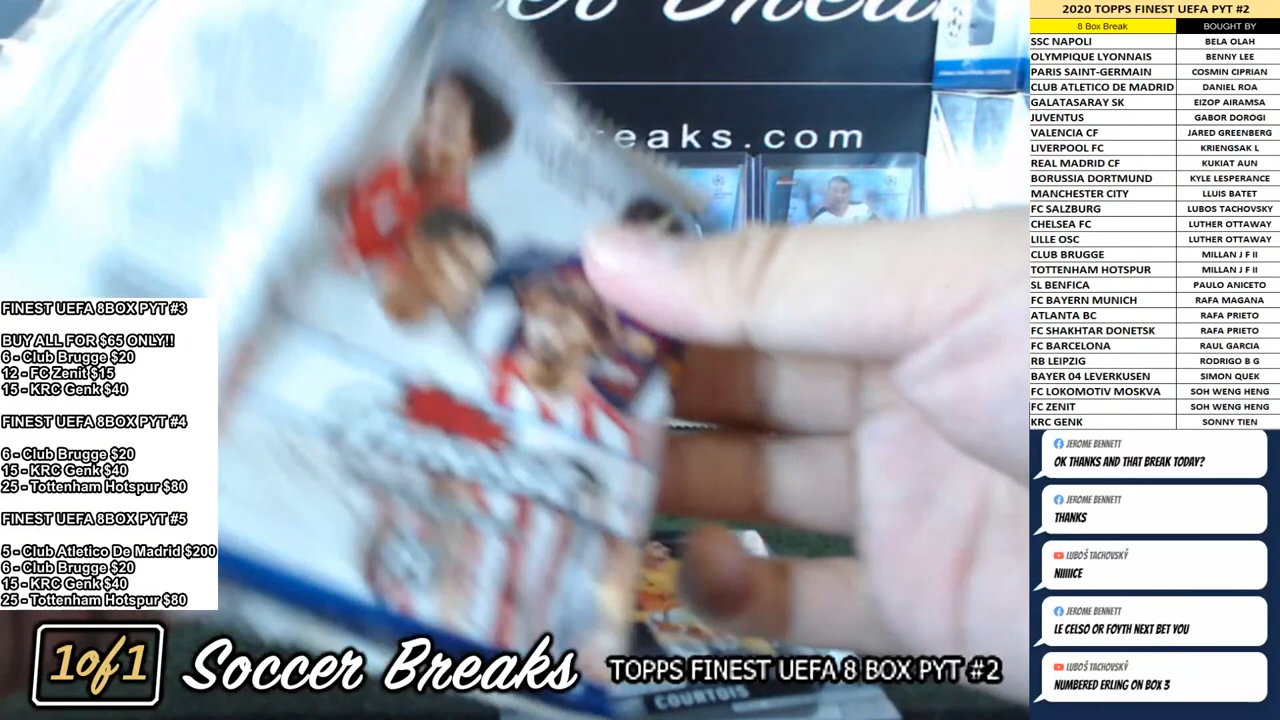 er Breaks
eaks.com
2020 TOPPS FINEST UEFA PYT #2
8 Box Break BOUGHT BY
SSC NAPOLI BELA OLAH
OLYMPIQUE LYONNAIS BENNY LEE
PARIS SAINT-GERMAIN COSMIN CIPRIAN
CLUB ATLETICO DE MADRID DANIEL ROA
GALATASARAY SK EIZOP AIRAMSA
JUVENTUS GABOR DOROGI
VALENCIA CF JARED GREENBERG
LIVERPOOL FC KRIENGSAK L
REAL MADRID CF KUKIAT AUN
BORUSSIA DORTMUND KYLE LESPERANCE
MANCHESTER CITY LLUIS BATET
FC SALZBURG LUBOS TACHOVSKY
CHELSEA FC LUTHER OTTAWAY
LILLE OSC LUTHER OTTAWAY
CLUB BRUGGE MILLAN J F II
TOTTENHAM HOTSPUR MILLAN J F II
SL BENFICA PAULO ANICETO
FC BAYERN MUNICH RAFA MAGANA
ATLANTA BC RAFA PRIETO
FC SHAKHTAR DONETSK RAFA PRIETO
FC BARCELONA RAUL GARCIA
RB LEIPZIG RODRIGO B G
BAYER 04 LEVERKUSEN SIMON QUEK
FC LOKOMOTIV MOSKVA SOH WENG HENG
FC ZENIT SOH WENG HENG
KRC GENK SONNY TIEN
FINEST UEFA 8BOX PYT #3
BUY ALL FOR $65 ONLY!!
6 - Club Brugge $20
12 - FC Zenit $15
15 - KRC Genk $40
FINEST UEFA 8BOX PYT #4
6 - Club Brugge $20
15 - KRC Genk $40
25 - Tottenham Hotspur $80
FINEST UEFA 8BOX PYT #5
5 - Club Atletico De Madrid $200
6 - Club Brugge $20
15 - KRC Genk $40
25 - Tottenham Hotspur $80
JEROME BENNETT
OK THANKS AND THAT BREAK TODAY?
JEROME BENNETT
THANKS
LUBOŠ TACHOVSKÝ
NIIIICE
JEROME BENNETT
LE CELSO OR FOYTH NEXT BET YOU
LUBOŠ TACHOVSKÝ
NUMBERED ERLING ON BOX 3
1of1 Soccer Breaks TOPPS FINEST UEFA 8 BOX PYT #2
COURTOIS